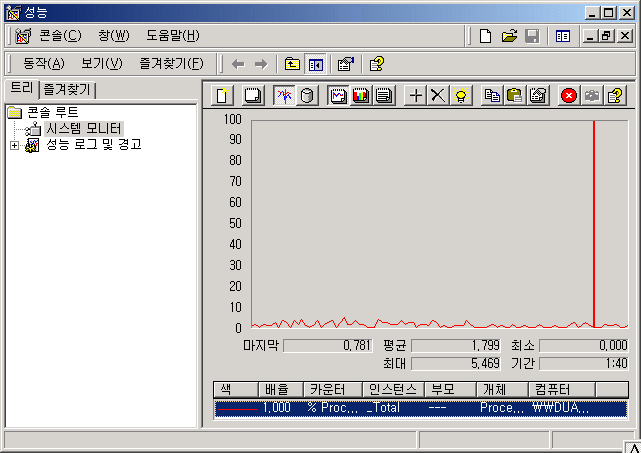 성능
콘솔(C) 창(W) 도움말(H)
동작(A) 보기(V) 즐겨찾기(F)
트리 즐겨찾기
콘솔 루트
시스템 모니터
성능 로그 및 경고
100
90
80
70
60
50
40
30
20
10
0
마지막 0.781 평균 1.799 최소 0.000
최대 5.469 기간 1:40
색 배율 카운터 인스턴스 부모 개체 컴퓨터
1.000 % Proc... _Total --- Proce... ₩₩DUA...
A